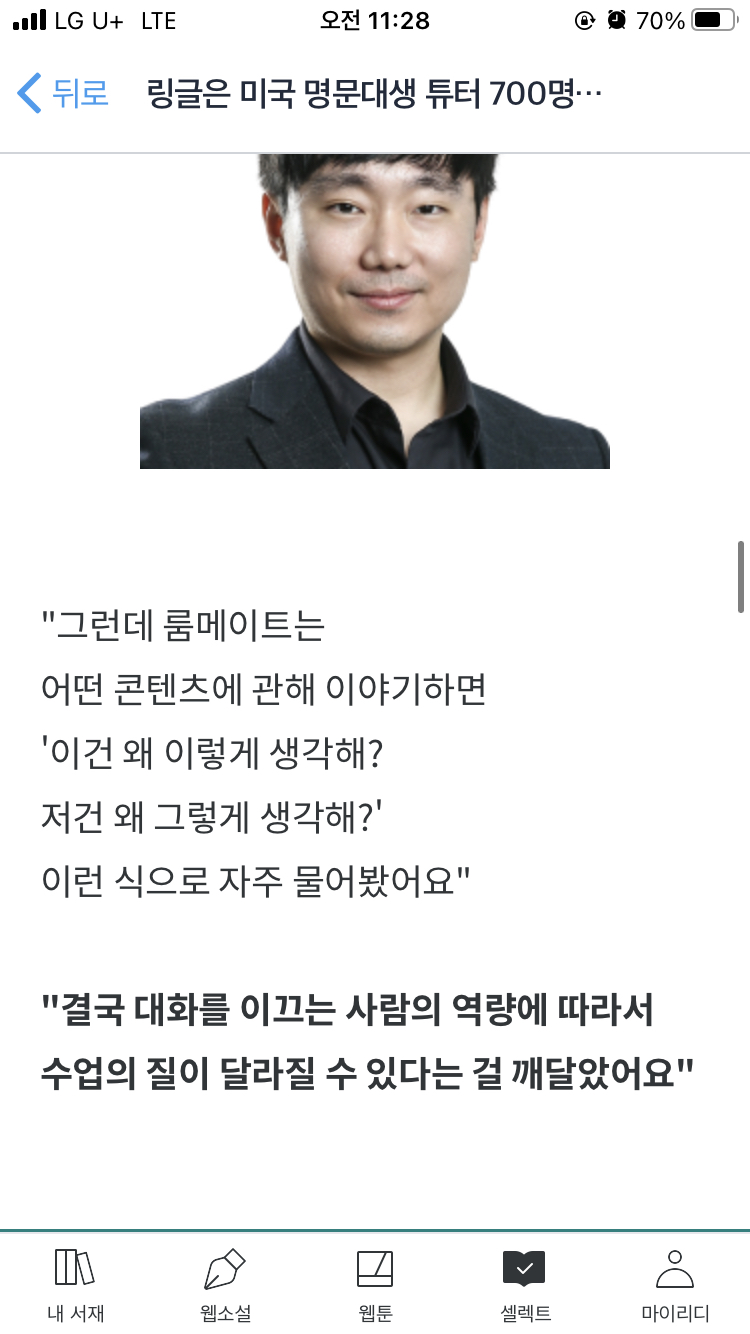 LG U+ LTE 오전 11:28 70%
뒤로 링글은 미국 명문대생 튜터 700명…
"그런데 룸메이트는
어떤 콘텐츠에 관해 이야기하면
'이건 왜 이렇게 생각해?
저건 왜 그렇게 생각해?'
이런 식으로 자주 물어봤어요"
"결국 대화를 이끄는 사람의 역량에 따라서
수업의 질이 달라질 수 있다는 걸 깨달았어요"
내 서재 웹소설 웹툰 셀렉트 마이리디